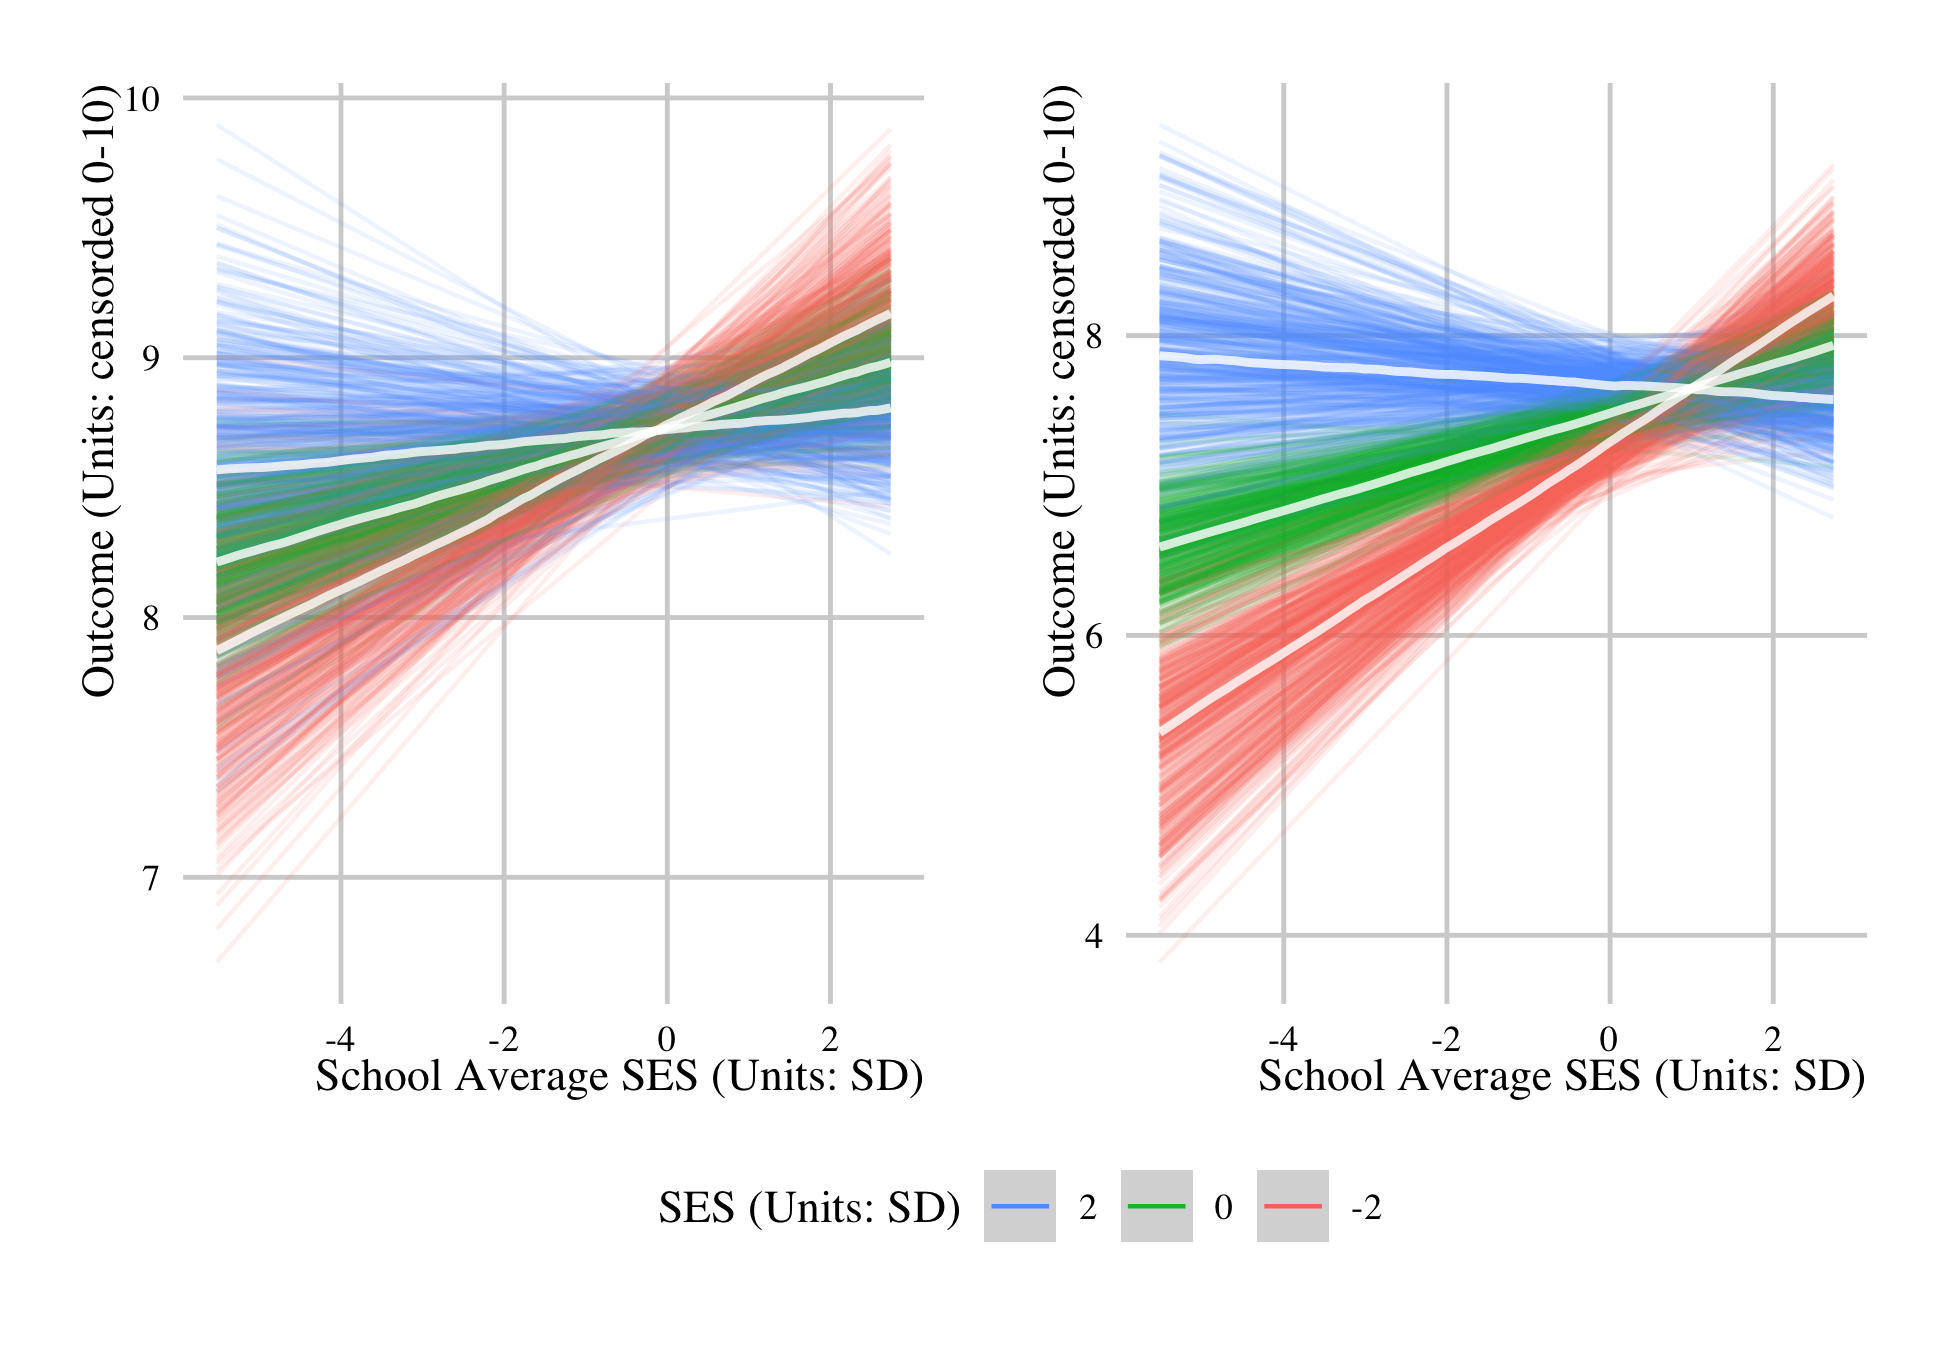 Outcome (Units: censorded 0-10)
10
9
8
7
-4 -2 0 2
School Average SES (Units: SD)
Outcome (Units: censorded 0-10)
8
6
4
-4 -2 0 2
School Average SES (Units: SD)
SES (Units: SD) 2 0 -2